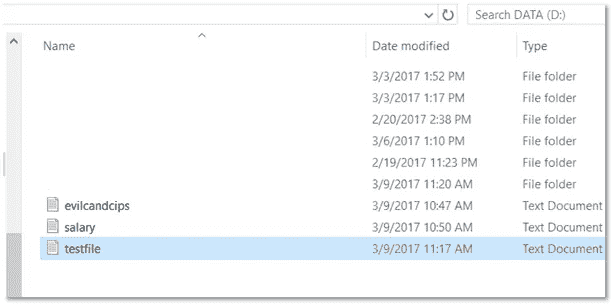 Search DATA (D:)
Name Date modified Type
3/3/2017 1:52 PM File folder
3/3/2017 1:17 PM File folder
2/20/2017 2:38 PM File folder
3/6/2017 1:10 PM File folder
2/19/2017 11:23 PM File folder
3/9/2017 11:20 AM File folder
evilcandcips 3/9/2017 10:47 AM Text Document
salary 3/9/2017 10:50 AM Text Document
testfile 3/9/2017 11:17 AM Text Document